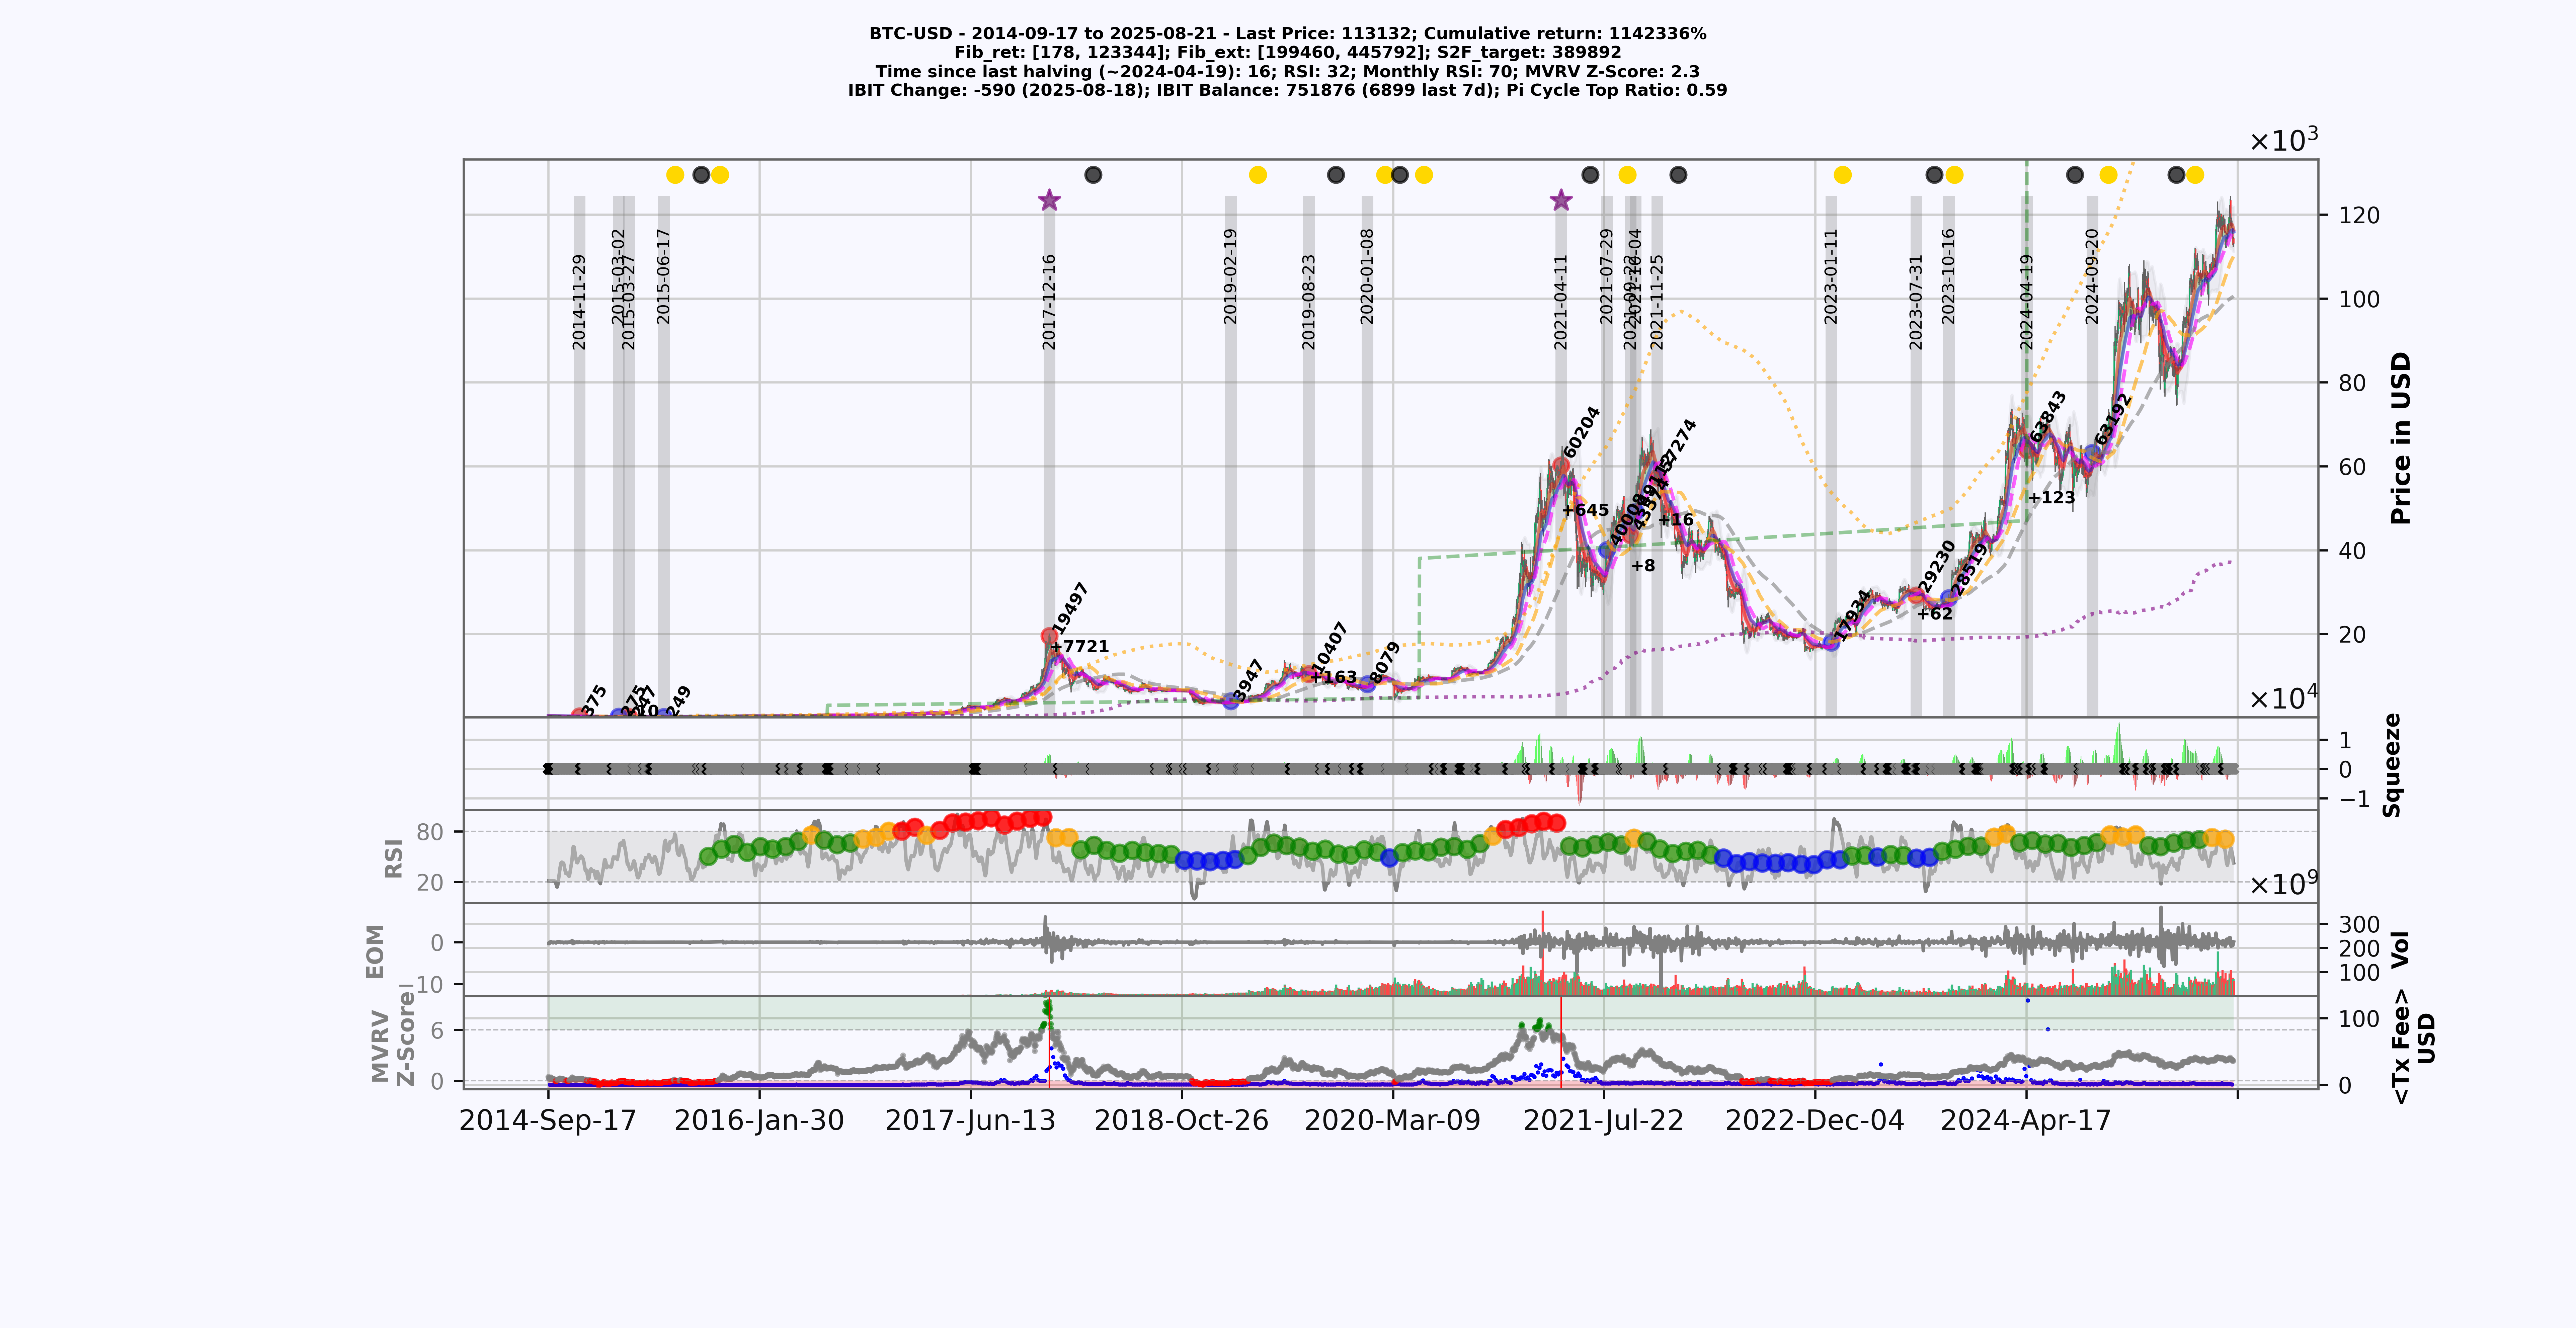 BTC-USD - 2014-09-17 to 2025-08-21 - Last Price: 113132; Cumulative return: 1142336%
Fib_ret: [178, 123344]; Fib_ext: [199460, 445792]; S2F_target: 389892
Time since last halving (~2024-04-19): 16; RSI: 32; Monthly RSI: 70; MVRV Z-Score: 2.3
IBIT Change: -590 (2025-08-18); IBIT Balance: 751876 (6899 last 7d); Pi Cycle Top Ratio: 0.59
×10³
2014-11-29
2015-03-02
2015-03-27
2015-06-17
2017-12-16
2019-02-19
2019-08-23
2020-01-08
2021-04-11
2021-07-29
2021-11-25
2023-01-11
2023-07-31
2023-10-16
2024-04-19
2024-09-20
375
275
247
249
19497
+7721
3947
10407
+163
8079
60204
+645
40008
+8
57274
+16
17934
29230
+62
28519
63843
+123
63192
120
100
80
60
40
20
Price in USD
×10⁴
1
0
−1
Squeeze
RSI
80
20
×10⁹
EOM
0
−10
300
200
100
Vol
MVRV
Z-Score
6
0
100
0
<Tx Fee>
USD
2014-Sep-17
2016-Jan-30
2017-Jun-13
2018-Oct-26
2020-Mar-09
2021-Jul-22
2022-Dec-04
2024-Apr-17